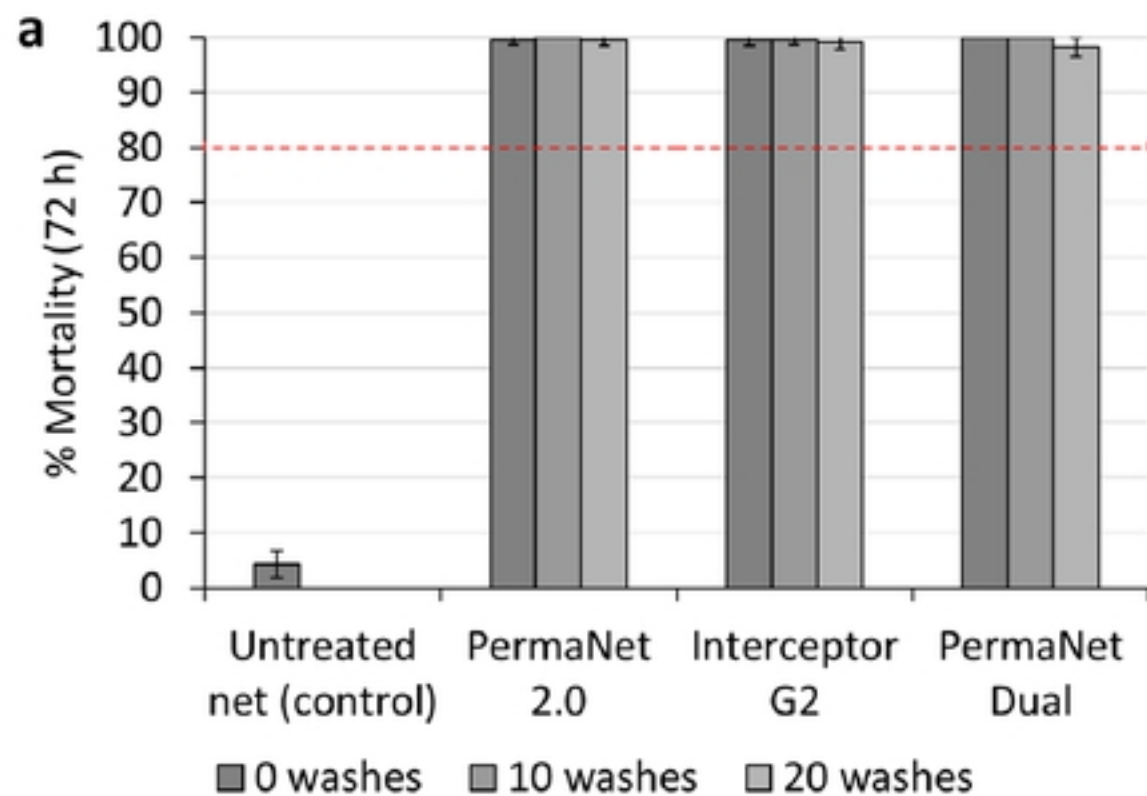 a
100
90
80
70
60
50
40
30
20
10
0
% Mortality (72 h)
Untreated net (control)
PermaNet 2.0
Interceptor G2
PermaNet Dual
0 washes
10 washes
20 washes